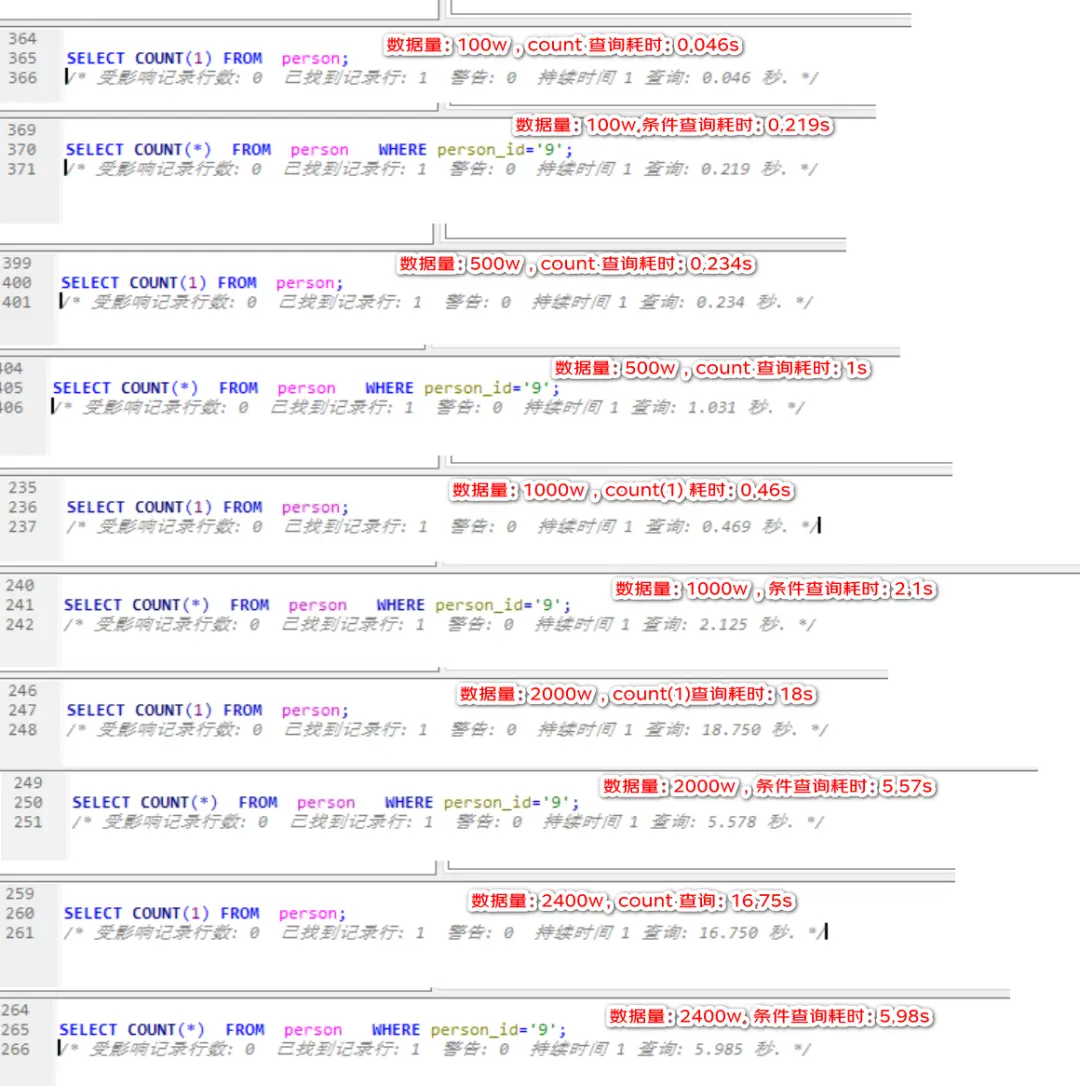 364
数据量：100w , count 查询耗时：0.046s
365 SELECT COUNT(1) FROM person;
366 /* 受影响记录行数: 0 已找到记录行: 1 警告: 0 持续时间 1 查询: 0.046 秒. */
数据量：100w,条件查询耗时：0.219s
369
370 SELECT COUNT(*) FROM person WHERE person_id='9';
371 /* 受影响记录行数: 0 已找到记录行: 1 警告: 0 持续时间 1 查询: 0.219 秒. */
399 数据量：500w , count 查询耗时：0.234s
400 SELECT COUNT(1) FROM person;
401 /* 受影响记录行数: 0 已找到记录行: 1 警告: 0 持续时间 1 查询: 0.234 秒. */
404 数据量：500w , count 查询耗时：1s
405 SELECT COUNT(*) FROM person WHERE person_id='9';
406 /* 受影响记录行数: 0 已找到记录行: 1 警告: 0 持续时间 1 查询: 1.031 秒. */
235 数据量：1000w , count(1) 耗时：0.46s
236 SELECT COUNT(1) FROM person;
237 /* 受影响记录行数: 0 已找到记录行: 1 警告: 0 持续时间 1 查询: 0.469 秒. */
240 数据量：1000w , 条件查询耗时：2.1s
241 SELECT COUNT(*) FROM person WHERE person_id='9';
242 /* 受影响记录行数: 0 已找到记录行: 1 警告: 0 持续时间 1 查询: 2.125 秒. */
246 数据量：2000w , count(1)查询耗时：18s
247 SELECT COUNT(1) FROM person;
248 /* 受影响记录行数: 0 已找到记录行: 1 警告: 0 持续时间 1 查询: 18.750 秒. */
249 数据量：2000w , 条件查询耗时：5.57s
250 SELECT COUNT(*) FROM person WHERE person_id='9';
251 /* 受影响记录行数: 0 已找到记录行: 1 警告: 0 持续时间 1 查询: 5.578 秒. */
259 数据量：2400w, count 查询：16.75s
260 SELECT COUNT(1) FROM person;
261 /* 受影响记录行数: 0 已找到记录行: 1 警告: 0 持续时间 1 查询: 16.750 秒. */
264 数据量：2400w, 条件查询耗时：5.98s
265 SELECT COUNT(*) FROM person WHERE person_id='9';
266 /* 受影响记录行数: 0 已找到记录行: 1 警告: 0 持续时间 1 查询: 5.985 秒. */